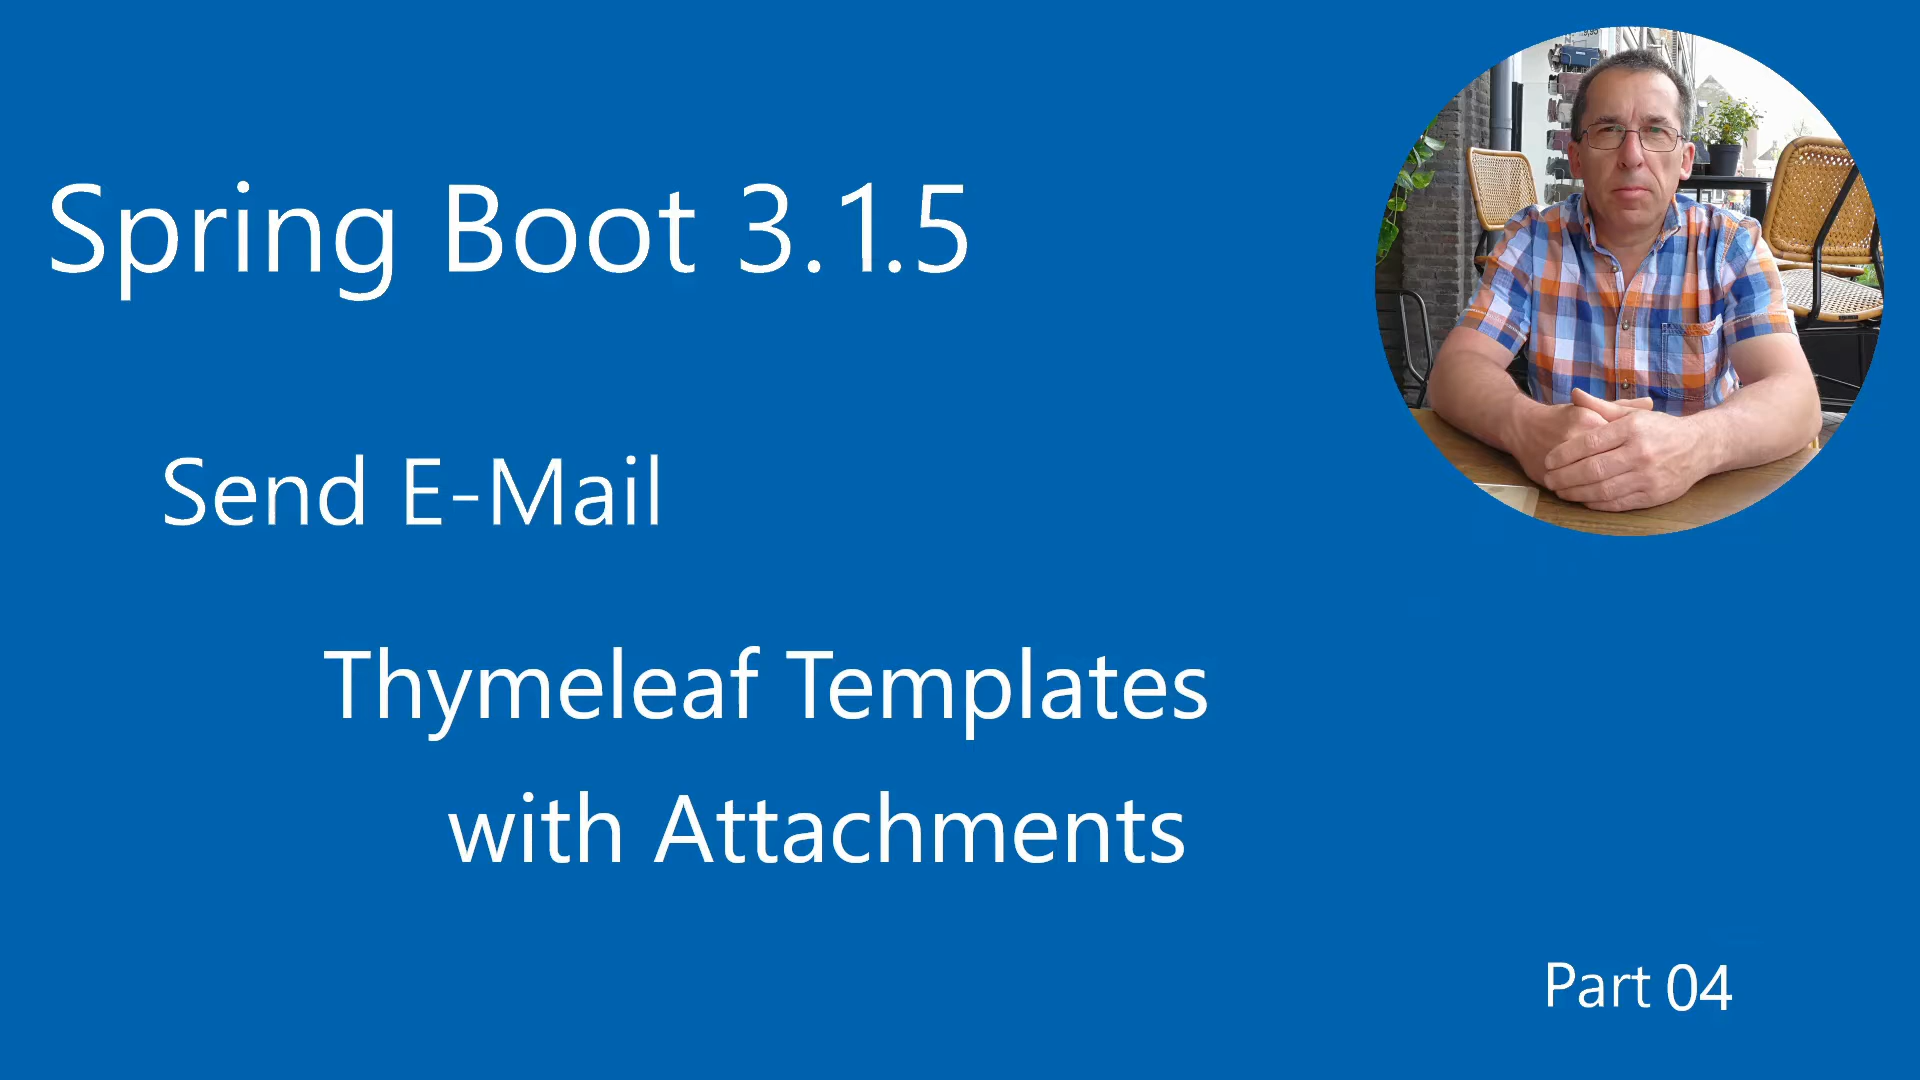 Spring Boot 3.1.5
Send E-Mail
Thymeleaf Templates
with Attachments
Part 04